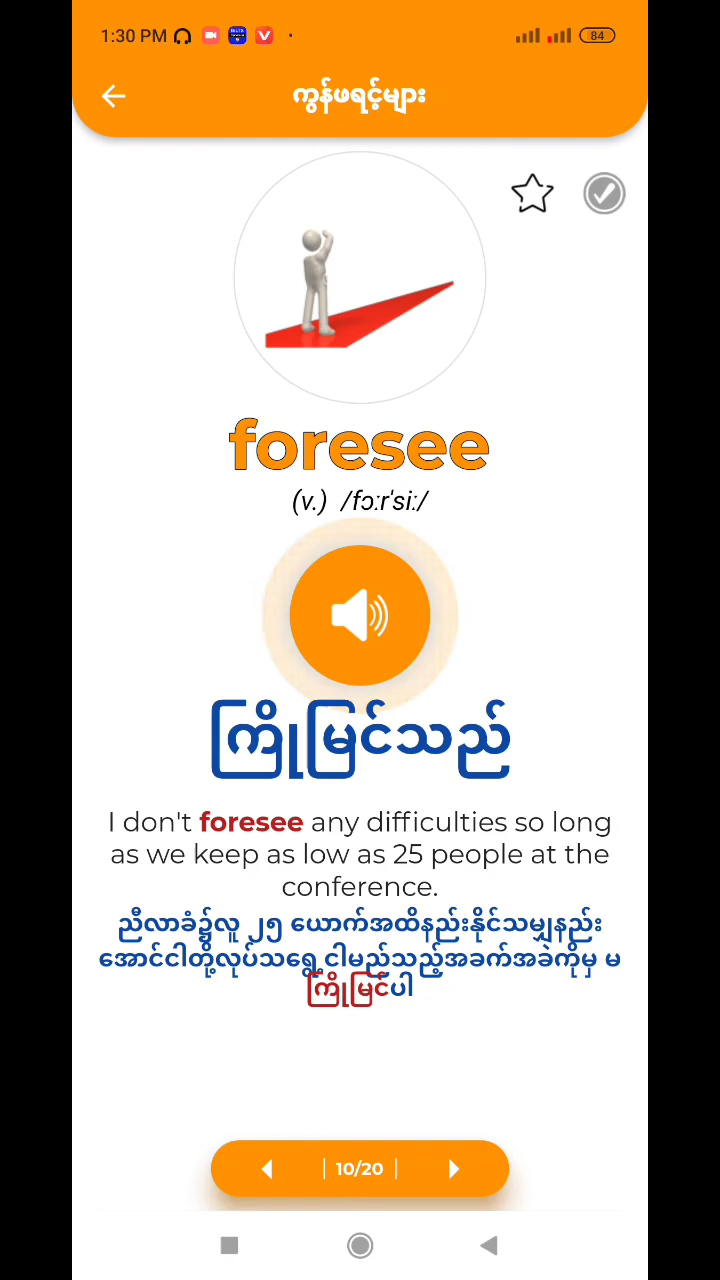 1:30 PM
84
ကွန်ဖရင့်များ
foresee
(v.) /fɔːrˈsiː/
ကြိုမြင်သည်
I don't foresee any difficulties so long
as we keep as low as 25 people at the
conference.
ညီလာခံ၌လူ ၂၅ ယောက်အထိနည်းနိုင်သမျှနည်း
အောင်ငါတို့လုပ်သရွေ့ငါမည်သည့်အခက်အခဲကိုမှ မ
ကြိုမြင်ပါ
10/20